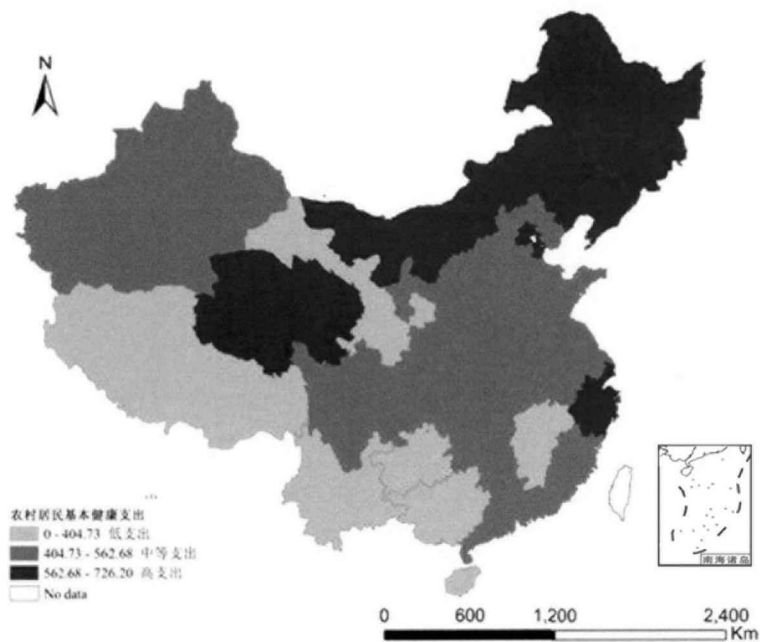 N
南海诸岛
农村居民基本健康支出
0 - 404.73 低支出
404.73 - 562.68 中等支出
562.68 - 726.20 高支出
No data
0 600 1,200 2,400
Km